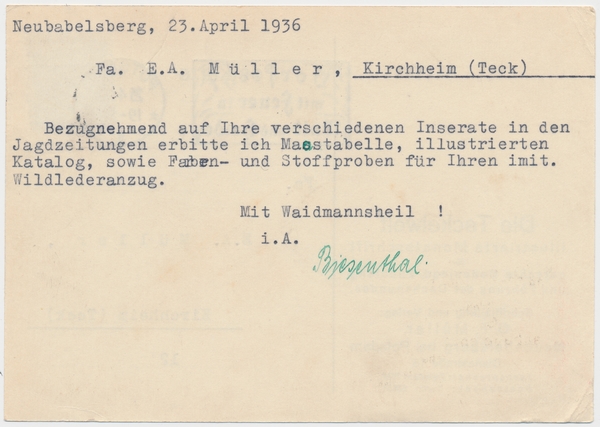 Neubabelsberg, 23.April 1936
Fa. E.A. Müller, Kirchheim (Teck)
Bezugnehmend auf Ihre verschiedenen Inserate in den
Jagdzeitungen erbitte ich Masstabelle, illustrierten
Katalog, sowie Farben- und Stoffproben für Ihren imit.
Wildlederanzug.
Mit Waidmannsheil !
i.A.
Biesenthal.